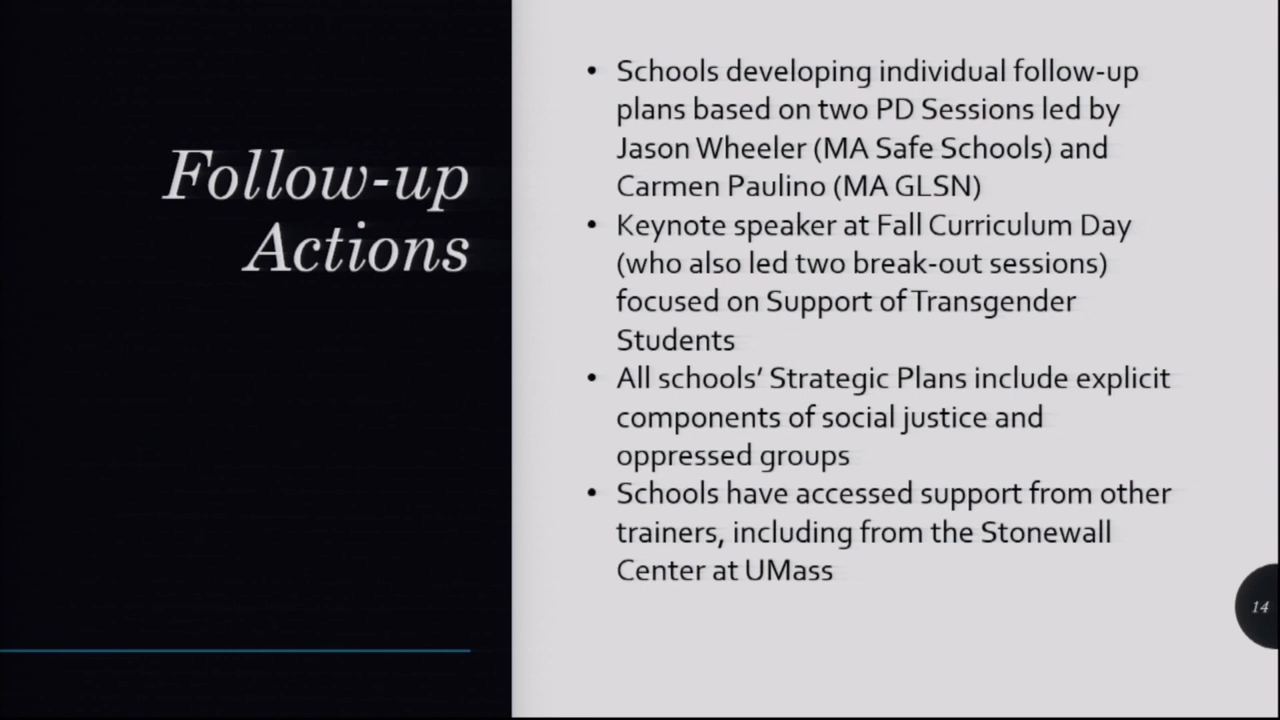 Follow-up
Actions
• Schools developing individual follow-up
plans based on two PD Sessions led by
Jason Wheeler (MA Safe Schools) and
Carmen Paulino (MA GLSN)
• Keynote speaker at Fall Curriculum Day
(who also led two break-out sessions)
focused on Support of Transgender
Students
• All schools’ Strategic Plans include explicit
components of social justice and
oppressed groups
• Schools have accessed support from other
trainers, including from the Stonewall
Center at UMass
14